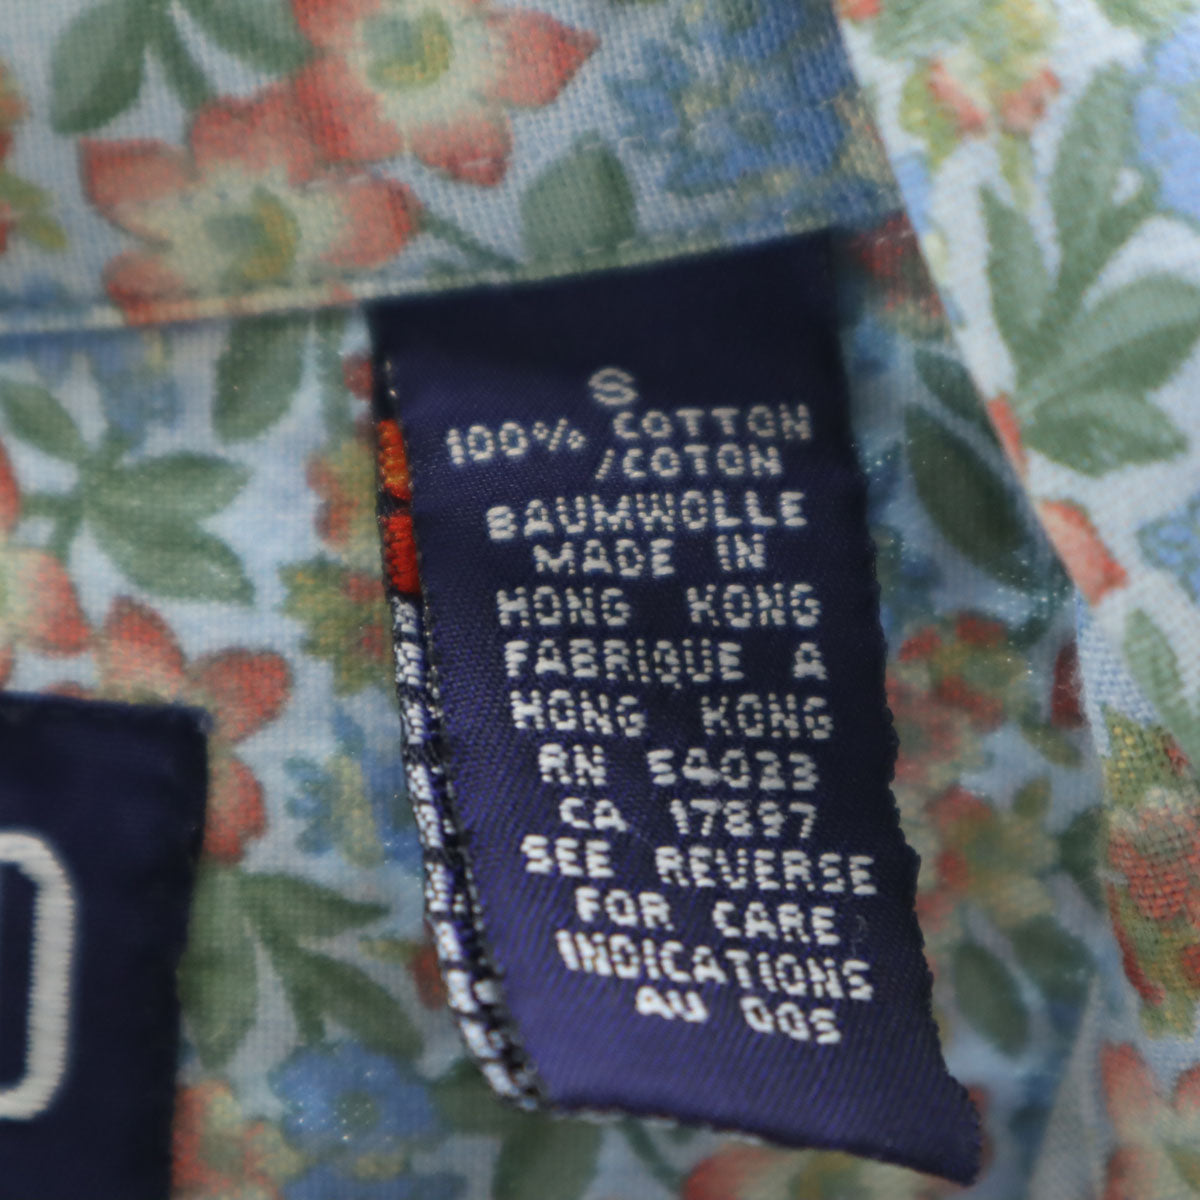 S
100% COTTON
/COTON
BAUMWOLLE
MADE IN
HONG KONG
FABRIQUE A
HONG KONG
RN 54023
CA 17897
SEE REVERSE
FOR CARE
INDICATIONS
AU DOS